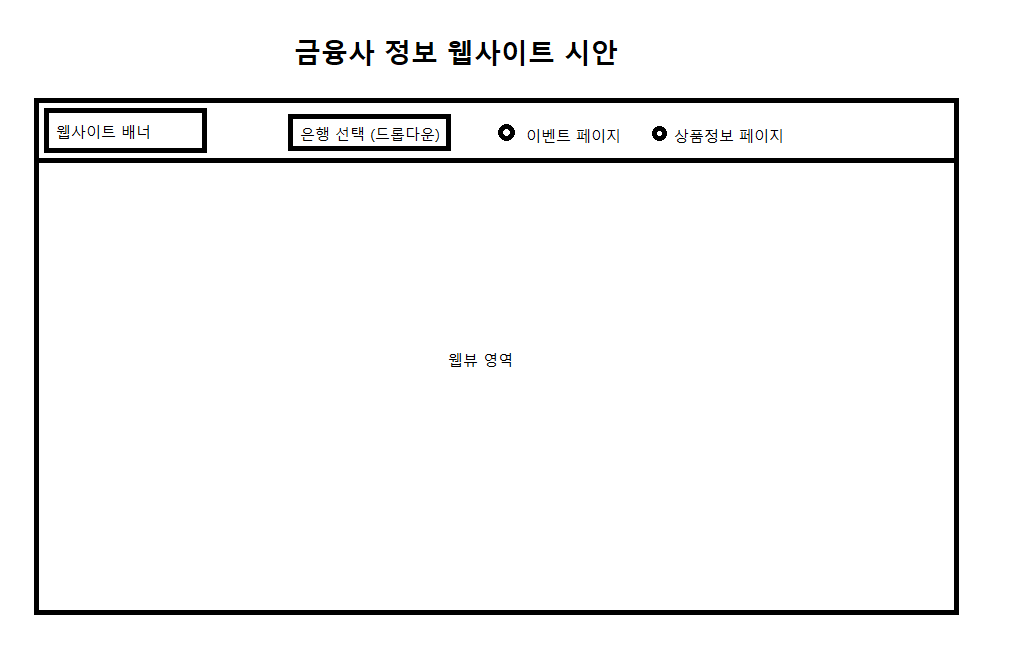 금융사 정보 웹사이트 시안
웹사이트 배너
은행 선택 (드롭다운)
이벤트 페이지
상품정보 페이지
웹뷰 영역